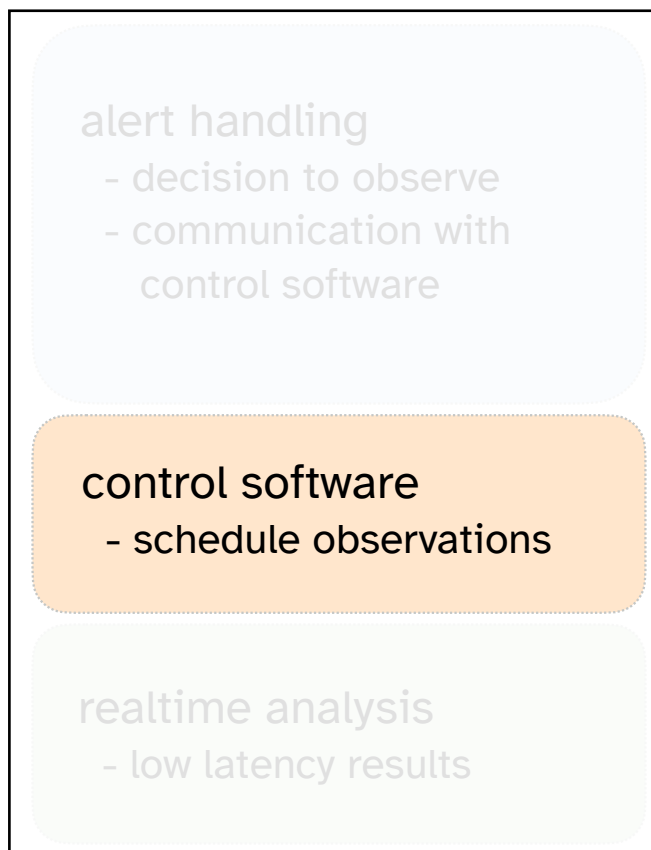 alert handling
- decision to observe
- communication with
control software
control software
- schedule observations
realtime analysis
- low latency results